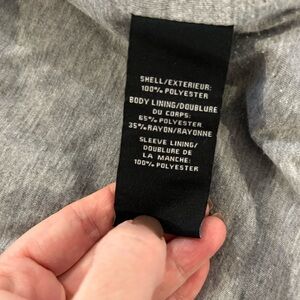 SHELL/EXTERIEUR:
100% POLYESTER
BODY LINING/DOUBLURE
DU CORPS:
65% POLYESTER
35% RAYON/RAYONNE
SLEEVE LINING/
DOUBLURE DE
LA MANCHE:
100% POLYESTER